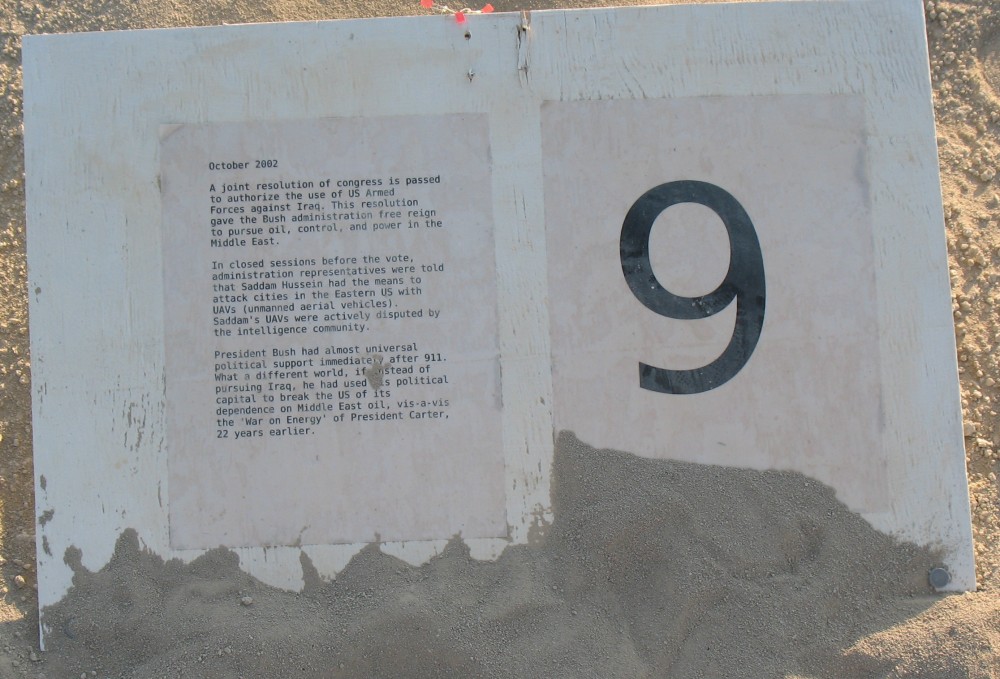 October 2002
A joint resolution of congress is passed
to authorize the use of US Armed
Forces against Iraq. This resolution
gave the Bush administration free reign
to pursue oil, control, and power in the
Middle East.
In closed sessions before the vote,
administration representatives were told
that Saddam Hussein had the means to
attack cities in the Eastern US with
UAVs (unmanned aerial vehicles).
Saddam's UAVs were actively disputed by
the intelligence community.
President Bush had almost universal
political support immediately after 911.
What a different world, if instead of
pursuing Iraq, he had used his political
capital to break the US of its
dependence on Middle East oil, vis-a-vis
the 'War on Energy' of President Carter,
22 years earlier.
9